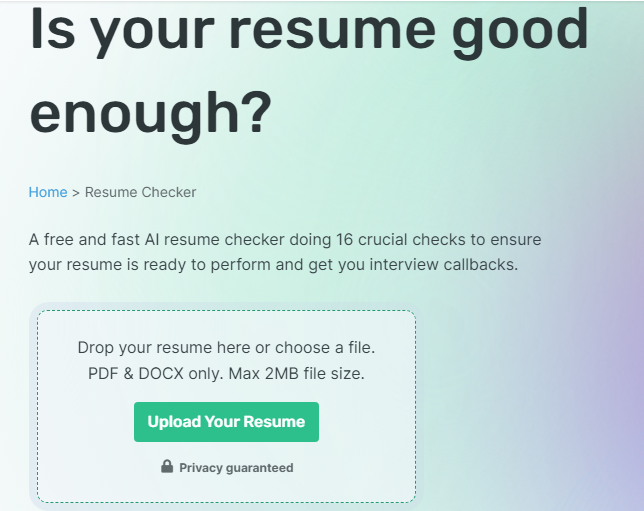 Is your resume good
enough?
Home > Resume Checker
A free and fast AI resume checker doing 16 crucial checks to ensure
your resume is ready to perform and get you interview callbacks.
Drop your resume here or choose a file.
PDF & DOCX only. Max 2MB file size.
Upload Your Resume
Privacy guaranteed